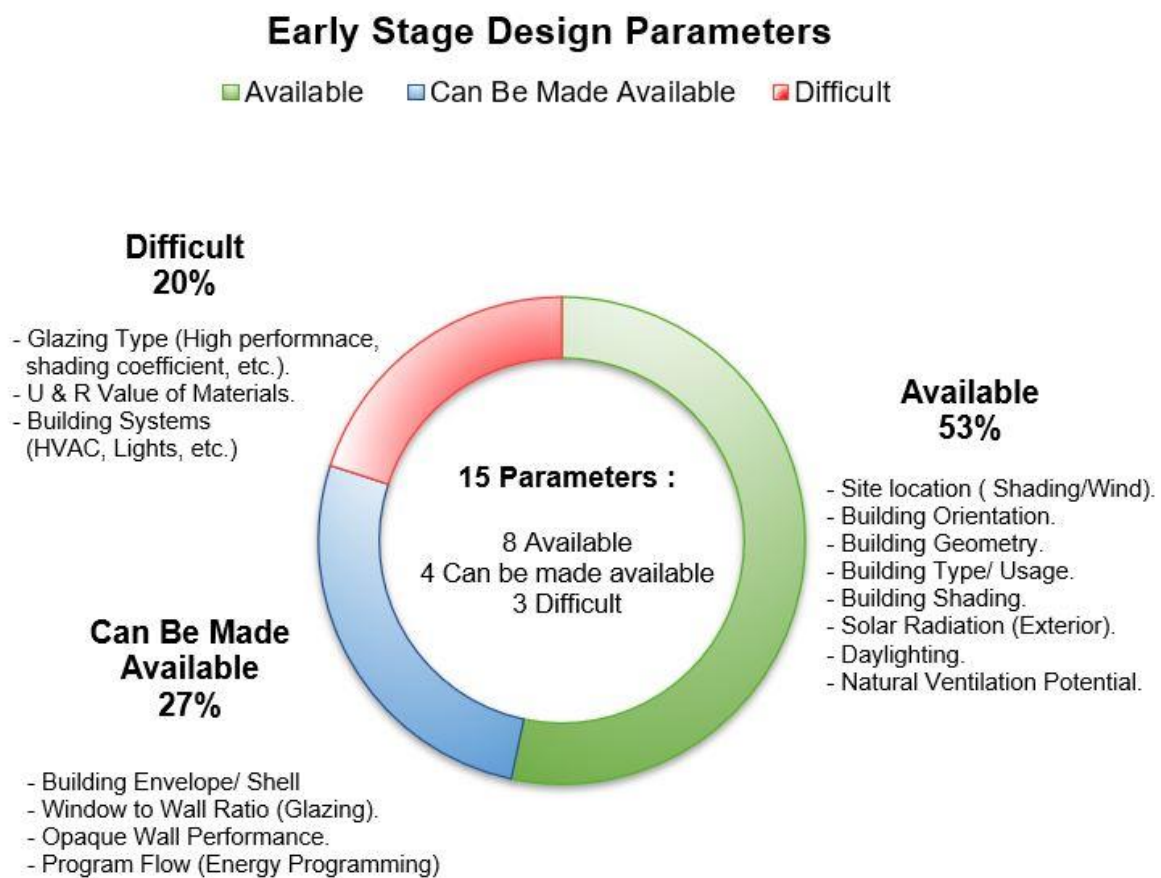 Early Stage Design Parameters
Available Can Be Made Available Difficult
Difficult
20%
- Glazing Type (High performnace,
shading coefficient, etc.).
- U & R Value of Materials.
- Building Systems
(HVAC, Lights, etc.)
Available
53%
- Site location ( Shading/Wind).
- Building Orientation.
- Building Geometry.
- Building Type/ Usage.
- Building Shading.
- Solar Radiation (Exterior).
- Daylighting.
- Natural Ventilation Potential.
15 Parameters :
8 Available
4 Can be made available
3 Difficult
Can Be Made
Available
27%
- Building Envelope/ Shell
- Window to Wall Ratio (Glazing).
- Opaque Wall Performance.
- Program Flow (Energy Programming)